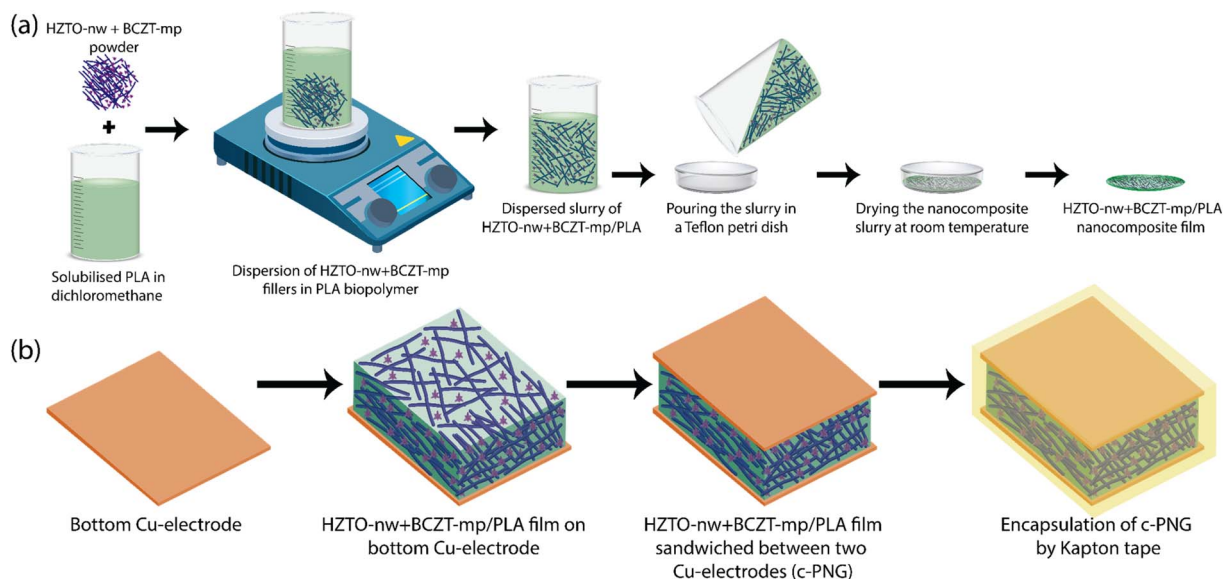 (a)
HZTO-nw + BCZT-mp
powder
+
Solubilised PLA in
dichloromethane
Dispersion of HZTO-nw+BCZT-mp
fillers in PLA biopolymer
Dispersed slurry of
HZTO-nw+BCZT-mp/PLA
Pouring the slurry in
a Teflon petri dish
Drying the nanocomposite
slurry at room temperature
HZTO-nw+BCZT-mp/PLA
nanocomposite film
(b)
Bottom Cu-electrode
HZTO-nw+BCZT-mp/PLA film on
bottom Cu-electrode
HZTO-nw+BCZT-mp/PLA film
sandwiched between two
Cu-electrodes (c-PNG)
Encapsulation of c-PNG
by Kapton tape